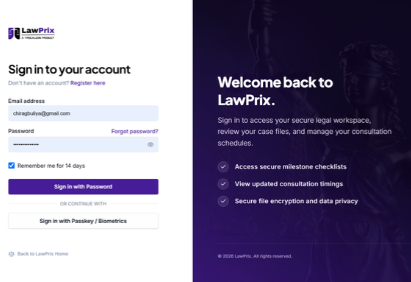 LawPrix
Sign in to your account
Don't have an account? Register here
Email address
chiragbuliya@gmail.com
Password
Forgot password?
Remember me for 14 days
Sign in with Password
OR CONTINUE WITH
Sign in with Passkey / Biometrics
Back to LawPrix Home
Welcome back to
LawPrix.
Sign in to access your secure legal workspace,
review your case files, and manage your consultation
schedules.
Access secure milestone checklists
View updated consultation timings
Secure file encryption and data privacy
© 2026 LawPrix. All rights reserved.